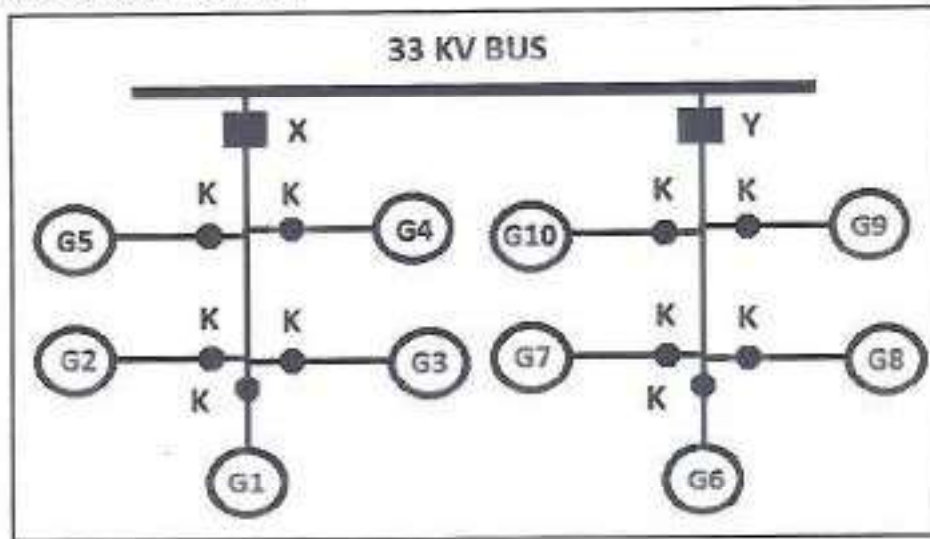 33 KV BUS
X Y
K K K K
G5 G4 G10 G9
K K K K
G2 G3 G7 G8
K K
G1 G6